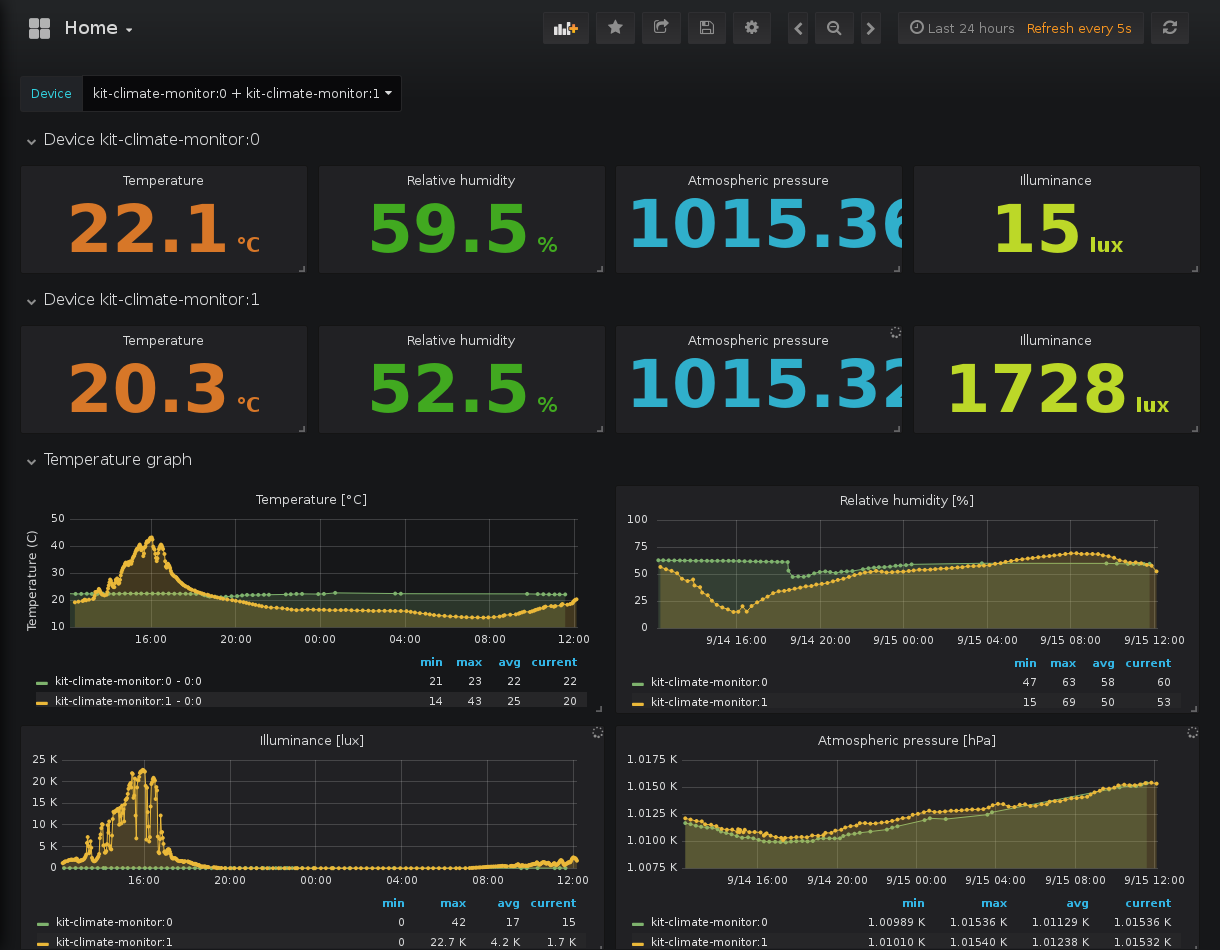 Home
Last 24 hours Refresh every 5s
Device kit-climate-monitor:0 + kit-climate-monitor:1
Device kit-climate-monitor:0
Temperature Relative humidity Atmospheric pressure Illuminance
22.1 °C 59.5 % 1015.36 15 lux
Device kit-climate-monitor:1
Temperature Relative humidity Atmospheric pressure Illuminance
20.3 °C 52.5 % 1015.32 1728 lux
Temperature graph
Temperature [°C]
Temperature (C)
50
40
30
20
10
16:00 20:00 00:00 04:00 08:00 12:00
min max avg current
kit-climate-monitor:0 - 0:0 21 23 22 22
kit-climate-monitor:1 - 0:0 14 43 25 20
Relative humidity [%]
100
75
50
25
0
9/14 16:00 9/14 20:00 9/15 00:00 9/15 04:00 9/15 08:00 9/15 12:00
min max avg current
kit-climate-monitor:0 47 63 58 60
kit-climate-monitor:1 15 69 50 53
Illuminance [lux]
25 K
20 K
15 K
10 K
5 K
0
16:00 20:00 00:00 04:00 08:00 12:00
min max avg current
kit-climate-monitor:0 0 42 17 15
kit-climate-monitor:1 0 22.7 K 4.2 K 1.7 K
Atmospheric pressure [hPa]
1.0175 K
1.0150 K
1.0125 K
1.0100 K
1.0075 K
9/14 16:00 9/14 20:00 9/15 00:00 9/15 04:00 9/15 08:00 9/15 12:00
min max avg current
kit-climate-monitor:0 1.00989 K 1.01536 K 1.01129 K 1.01536 K
kit-climate-monitor:1 1.01010 K 1.01540 K 1.01238 K 1.01532 K